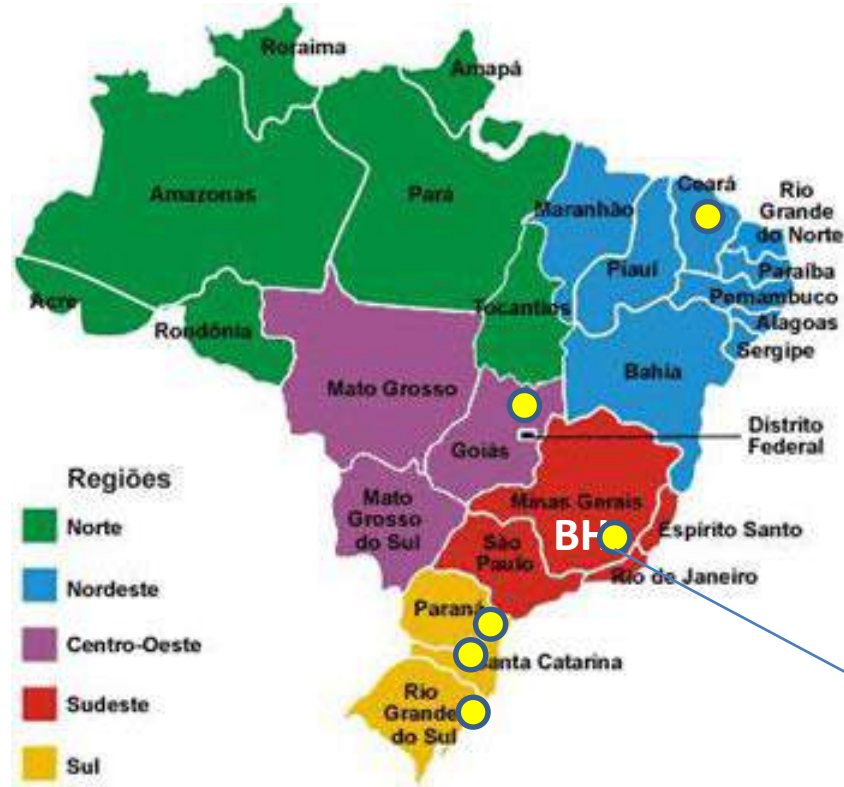 Roraima
Amapá
Amazonas
Pará
Maranhão
Ceará
Rio
Grande
do Norte
Piauí
Paraíba
Pernambuco
Alagoas
Sergipe
Acre
Rondônia
Tocantins
Bahia
Mato Grosso
Goiás
Distrito
Federal
Mato
Grosso
do Sul
Minas Gerais
BH
Espírito Santo
São
Paulo
Rio de Janeiro
Paraná
Santa Catarina
Rio
Grande
do Sul
Regiões
Norte
Nordeste
Centro-Oeste
Sudeste
Sul